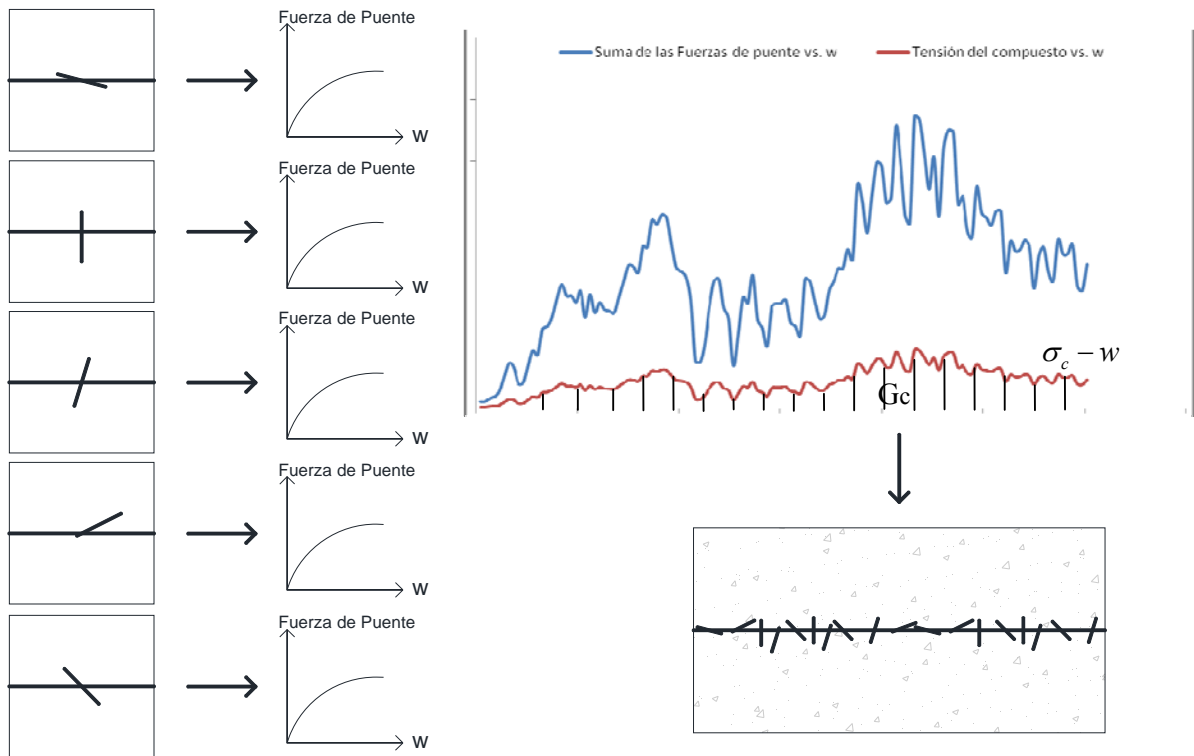 Fuerza de Puente
w
Fuerza de Puente
w
Fuerza de Puente
w
Fuerza de Puente
w
Fuerza de Puente
w
Suma de las Fuerzas de puente vs. w
Tensión del compuesto vs. w
σc – w
Gc